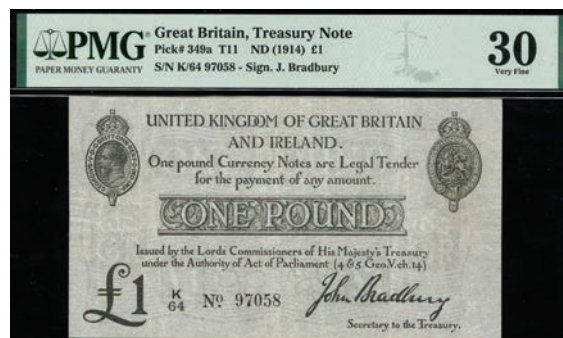 PMG
PAPER MONEY GUARANTY
Great Britain, Treasury Note
Pick# 349a T11 ND (1914) £1
S/N K/64 97058 - Sign. J. Bradbury
30
Very Fine
UNITED KINGDOM OF GREAT BRITAIN
AND IRELAND.
One pound Currency Notes are Legal Tender
for the payment of any amount.
ONE POUND
Issued by the Lords Commissioners of His Majesty's Treasury
under the Authority of Act of Parliament (4 & 5 Geo.V.ch.14)
£1 K/64 Nº 97058 John Bradbury
Secretary to the Treasury.